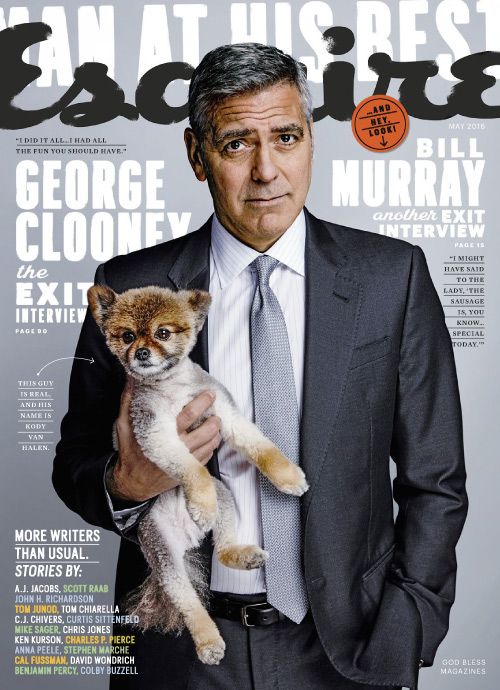 MAN AT HIS BEST
Esquire
...AND
HEY,
LOOK!
MAY 2016
"I DID IT ALL...I HAD ALL
THE FUN YOU SHOULD HAVE."
GEORGE
CLOONEY
the
EXIT
INTERVIEW
PAGE 90
BILL
MURRAY
another EXIT
INTERVIEW
PAGE 15
"I MIGHT
HAVE SAID
TO THE
LADY, 'THE
SAUSAGE
IS, YOU
KNOW...
SPECIAL
TODAY.'"
THIS GUY
IS REAL,
AND HIS
NAME IS
KODY
VAN
HALEN.
MORE WRITERS
THAN USUAL.
STORIES BY:
A.J. JACOBS, SCOTT RAAB
JOHN H. RICHARDSON
TOM JUNOD, TOM CHIARELLA
C.J. CHIVERS, CURTIS SITTENFELD
MIKE SAGER, CHRIS JONES
KEN KURSON, CHARLES P. PIERCE
ANNA PEELE, STEPHEN MARCHE
CAL FUSSMAN, DAVID WONDRICH
BENJAMIN PERCY, COLBY BUZZELL
GOD BLESS
MAGAZINES